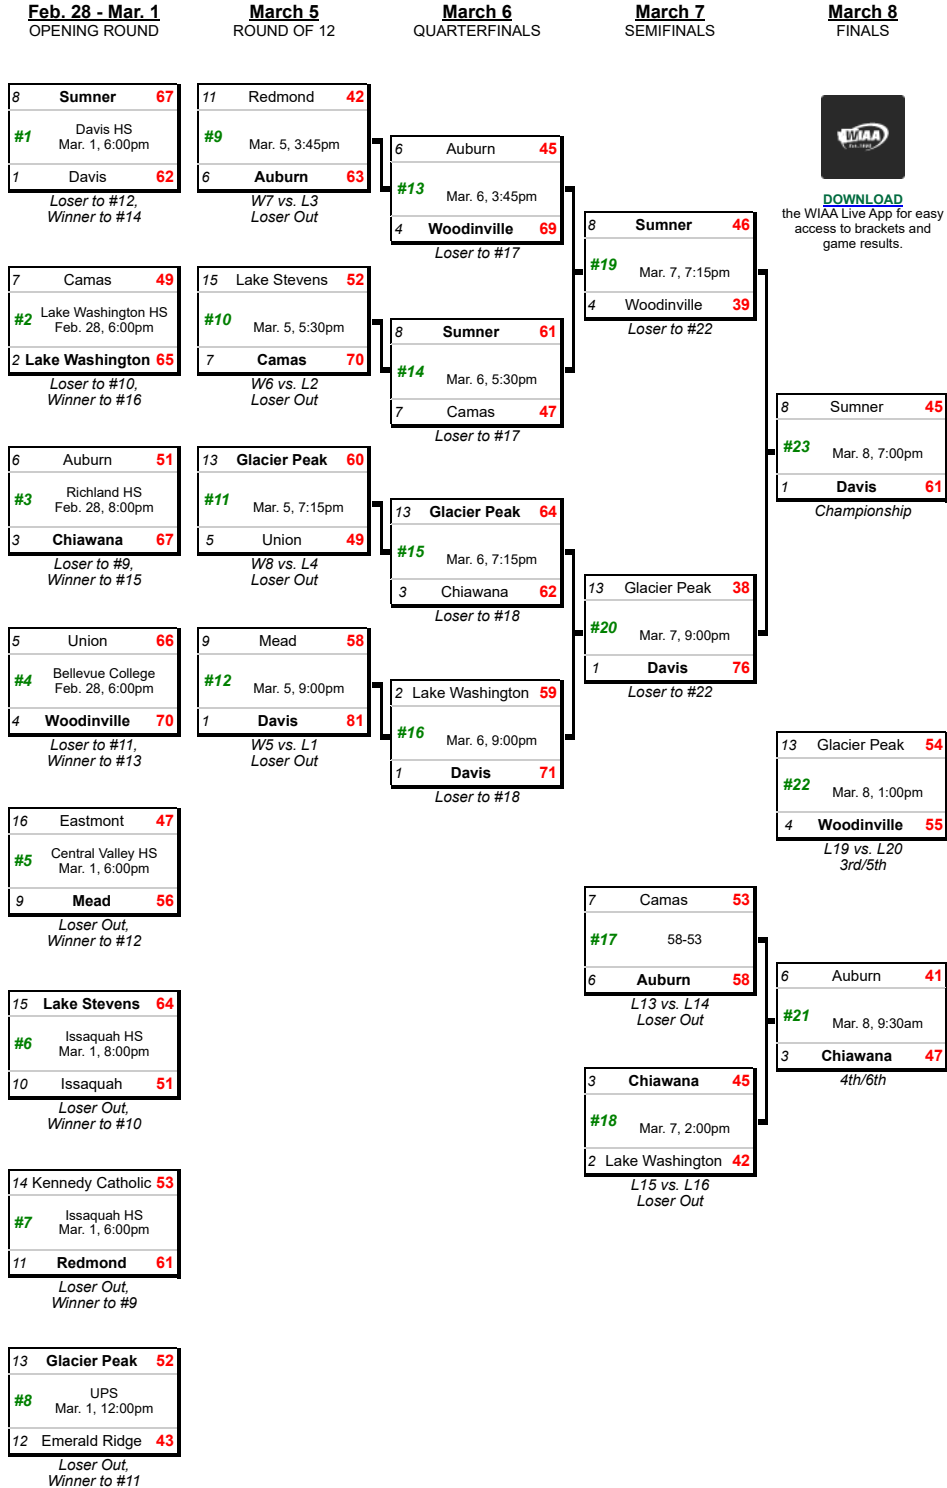 Feb. 28 - Mar. 1
OPENING ROUND
8 Sumner 67
#1 Davis HS
Mar. 1, 6:00pm
1 Davis 62
Loser to #12,
Winner to #14
7 Camas 49
#2 Lake Washington HS
Feb. 28, 6:00pm
2 Lake Washington 65
Loser to #10,
Winner to #16
6 Auburn 51
#3 Richland HS
Feb. 28, 8:00pm
3 Chiawana 67
Loser to #9,
Winner to #15
5 Union 66
#4 Bellevue College
Feb. 28, 6:00pm
4 Woodinville 70
Loser to #11,
Winner to #13
16 Eastmont 47
#5 Central Valley HS
Mar. 1, 6:00pm
9 Mead 56
Loser Out,
Winner to #12
15 Lake Stevens 64
#6 Issaquah HS
Mar. 1, 8:00pm
10 Issaquah 51
Loser Out,
Winner to #10
14 Kennedy Catholic 53
#7 Issaquah HS
Mar. 1, 6:00pm
11 Redmond 61
Loser Out,
Winner to #9
13 Glacier Peak 52
#8 UPS
Mar. 1, 12:00pm
12 Emerald Ridge 43
Loser Out,
Winner to #11
March 5
ROUND OF 12
11 Redmond 42
#9 Mar. 5, 3:45pm
6 Auburn 63
W7 vs. L3
Loser Out
15 Lake Stevens 52
#10 Mar. 5, 5:30pm
7 Camas 70
W6 vs. L2
Loser Out
13 Glacier Peak 60
#11 Mar. 5, 7:15pm
5 Union 49
W8 vs. L4
Loser Out
9 Mead 58
#12 Mar. 5, 9:00pm
1 Davis 81
W5 vs. L1
Loser Out
March 6
QUARTERFINALS
6 Auburn 45
#13 Mar. 6, 3:45pm
4 Woodinville 69
Loser to #17
8 Sumner 61
#14 Mar. 6, 5:30pm
7 Camas 47
Loser to #17
13 Glacier Peak 64
#15 Mar. 6, 7:15pm
3 Chiawana 62
Loser to #18
2 Lake Washington 59
#16 Mar. 6, 9:00pm
1 Davis 71
Loser to #18
March 7
SEMIFINALS
8 Sumner 46
#19 Mar. 7, 7:15pm
4 Woodinville 39
Loser to #22
13 Glacier Peak 38
#20 Mar. 7, 9:00pm
1 Davis 76
Loser to #22
7 Camas 53
#17 58-53
6 Auburn 58
L13 vs. L14
Loser Out
3 Chiawana 45
#18 Mar. 7, 2:00pm
2 Lake Washington 42
L15 vs. L16
Loser Out
March 8
FINALS
WIAA
DOWNLOAD
the WIAA Live App for easy
access to brackets and
game results.
8 Sumner 45
#23 Mar. 8, 7:00pm
1 Davis 61
Championship
13 Glacier Peak 54
#22 Mar. 8, 1:00pm
4 Woodinville 55
L19 vs. L20
3rd/5th
6 Auburn 41
#21 Mar. 8, 9:30am
3 Chiawana 47
4th/6th